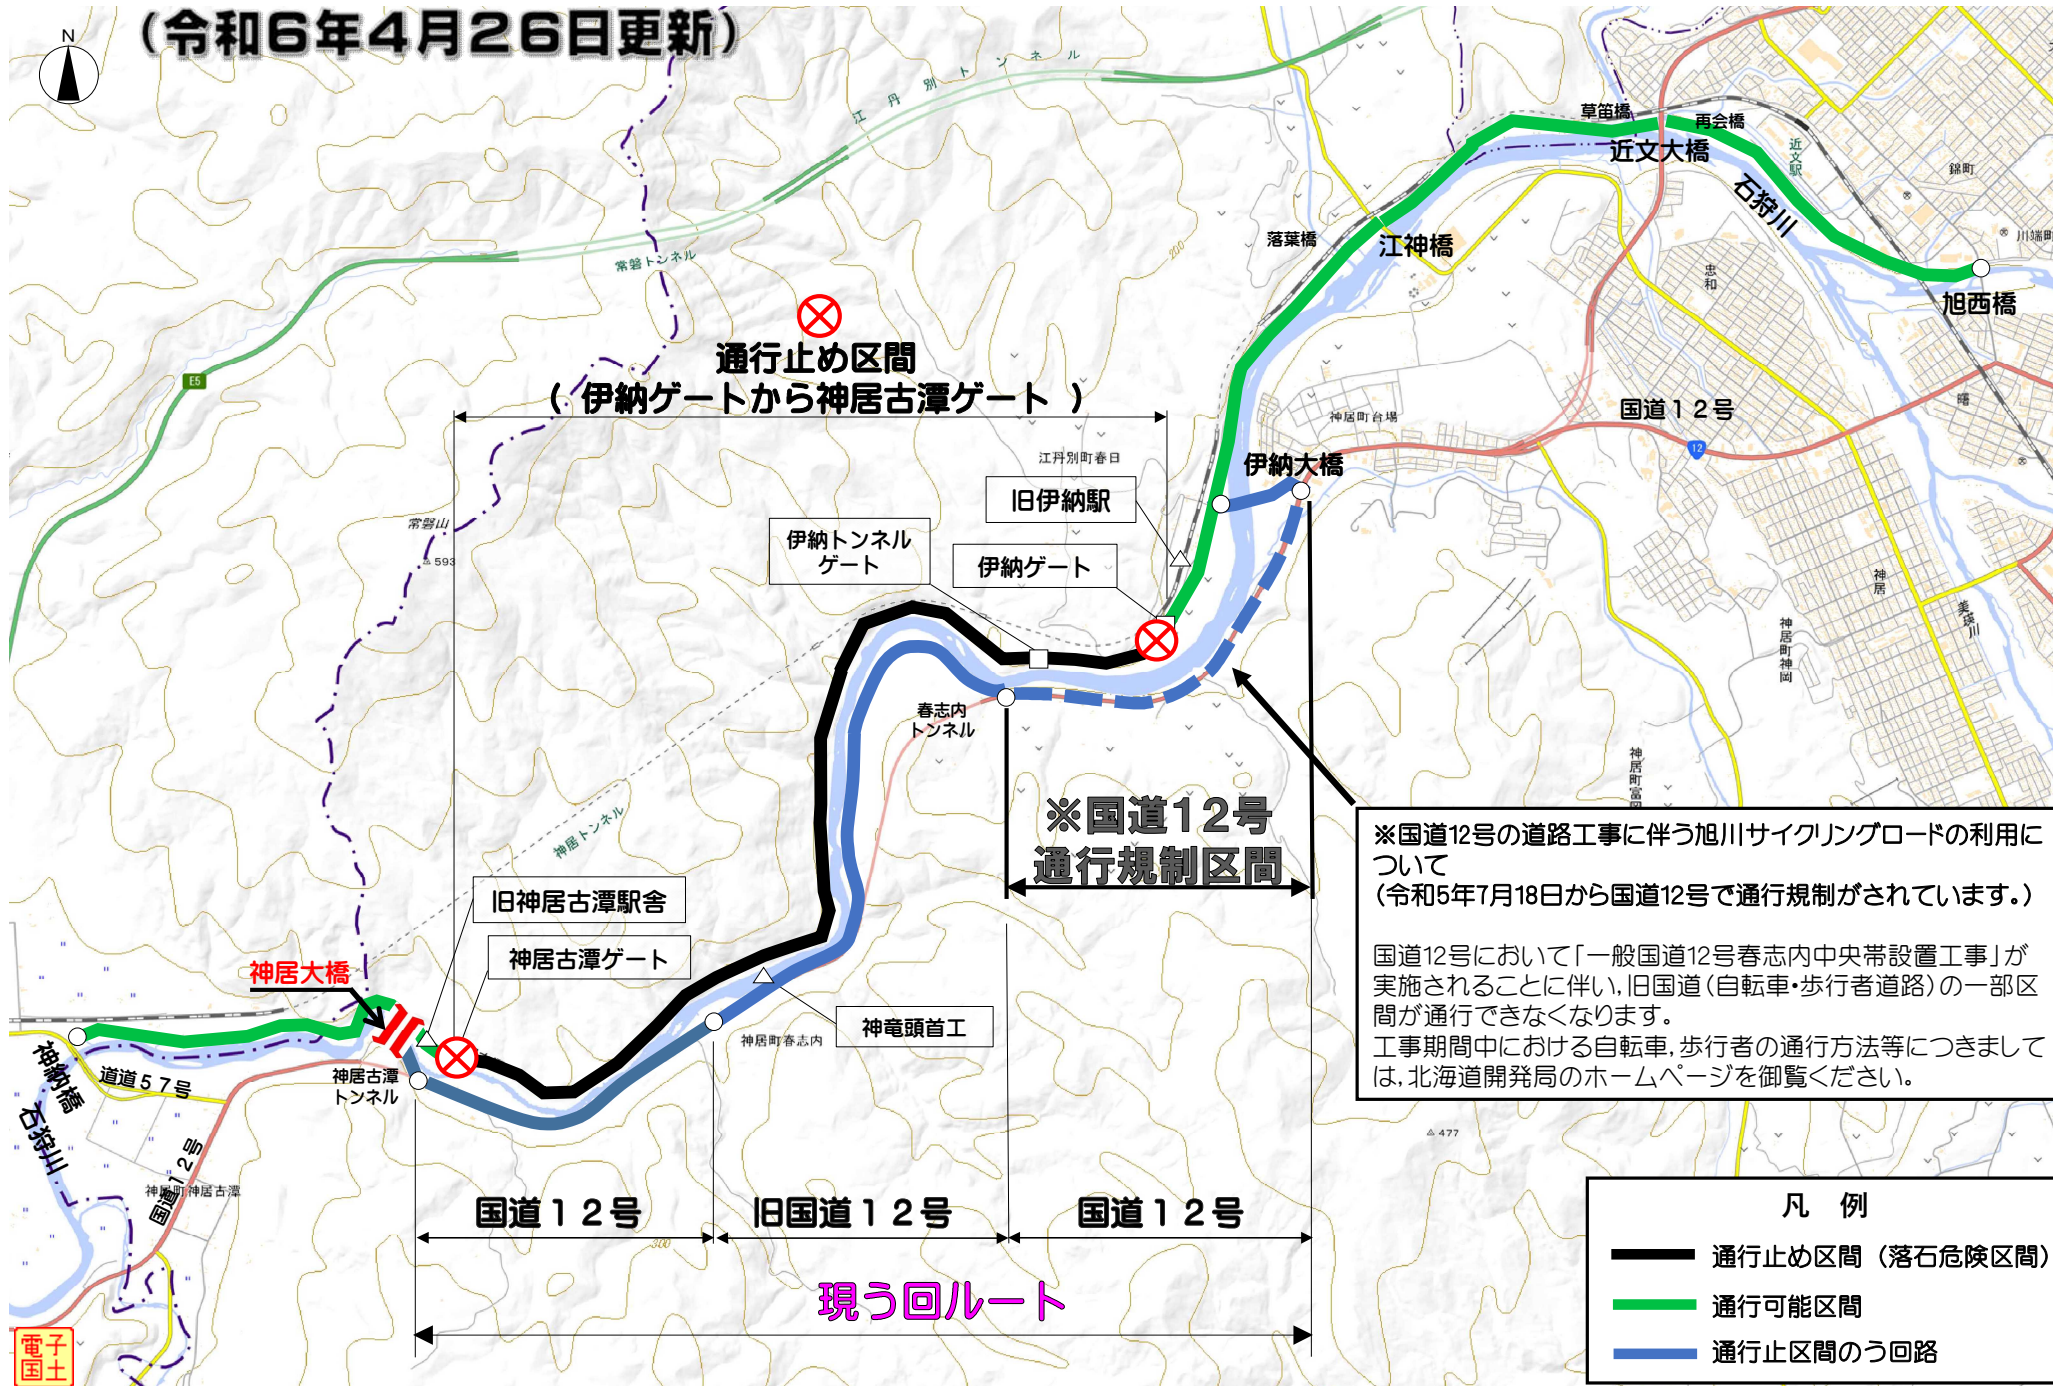 (令和6年4月26日更新)
N
江丹別トンネル
草笛橋
再会橋
近文大橋
近文駅
錦町
石狩川
川端町
落葉橋
江神橋
旭西橋
忠和
常磐トンネル
200
E5
通行止め区間
( 伊納ゲートから神居古潭ゲート )
国道12号
12
曙
神居町台場
江丹別町春日
伊納大橋
旧伊納駅
常磐山
593
伊納トンネル
ゲート
伊納ゲート
神居
美瑛川
神居町神岡
神居町富岡
春志内
トンネル
※国道12号
通行規制区間
神居トンネル
※国道12号の道路工事に伴う旭川サイクリングロードの利用に
ついて
(令和5年7月18日から国道12号で通行規制がされています。)
国道12号において「一般国道12号春志内中央帯設置工事」が
実施されることに伴い,旧国道(自転車・歩行者道路)の一部区
間が通行できなくなります。
工事期間中における自転車,歩行者の通行方法等につきまして
は,北海道開発局のホームページを御覧ください。
旧神居古潭駅舎
神居古潭ゲート
神居大橋
神竜頭首工
神居町春志内
神納橋
道道57号
神居古潭
トンネル
石狩川
国道12号
神居町神居古潭
477
国道12号
旧国道12号
国道12号
300
現う回ルート
凡 例
通行止め区間(落石危険区間)
通行可能区間
通行止区間のう回路
電子
国土